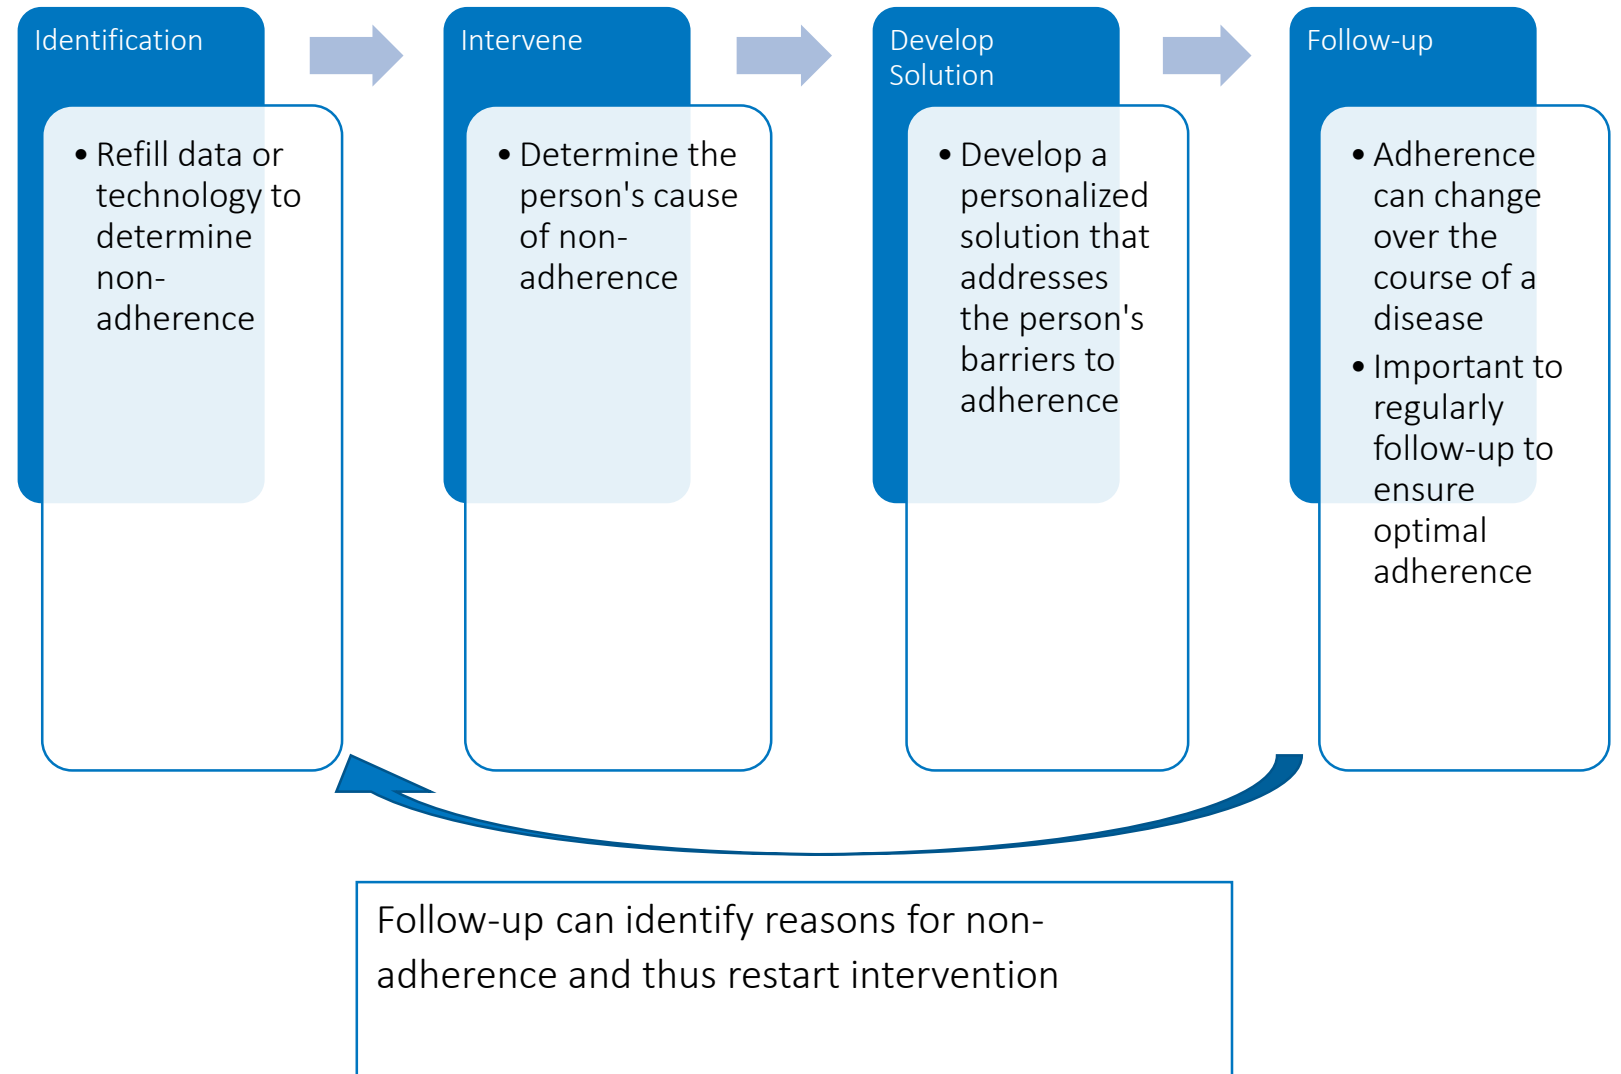 Identification
• Refill data or
technology to
determine
non-
adherence
Intervene
• Determine the
person's cause
of non-
adherence
Develop
Solution
• Develop a
personalized
solution that
addresses
the person's
barriers to
adherence
Follow-up
• Adherence
can change
over the
course of a
disease
• Important to
regularly
follow-up to
ensure
optimal
adherence
Follow-up can identify reasons for non-
adherence and thus restart intervention